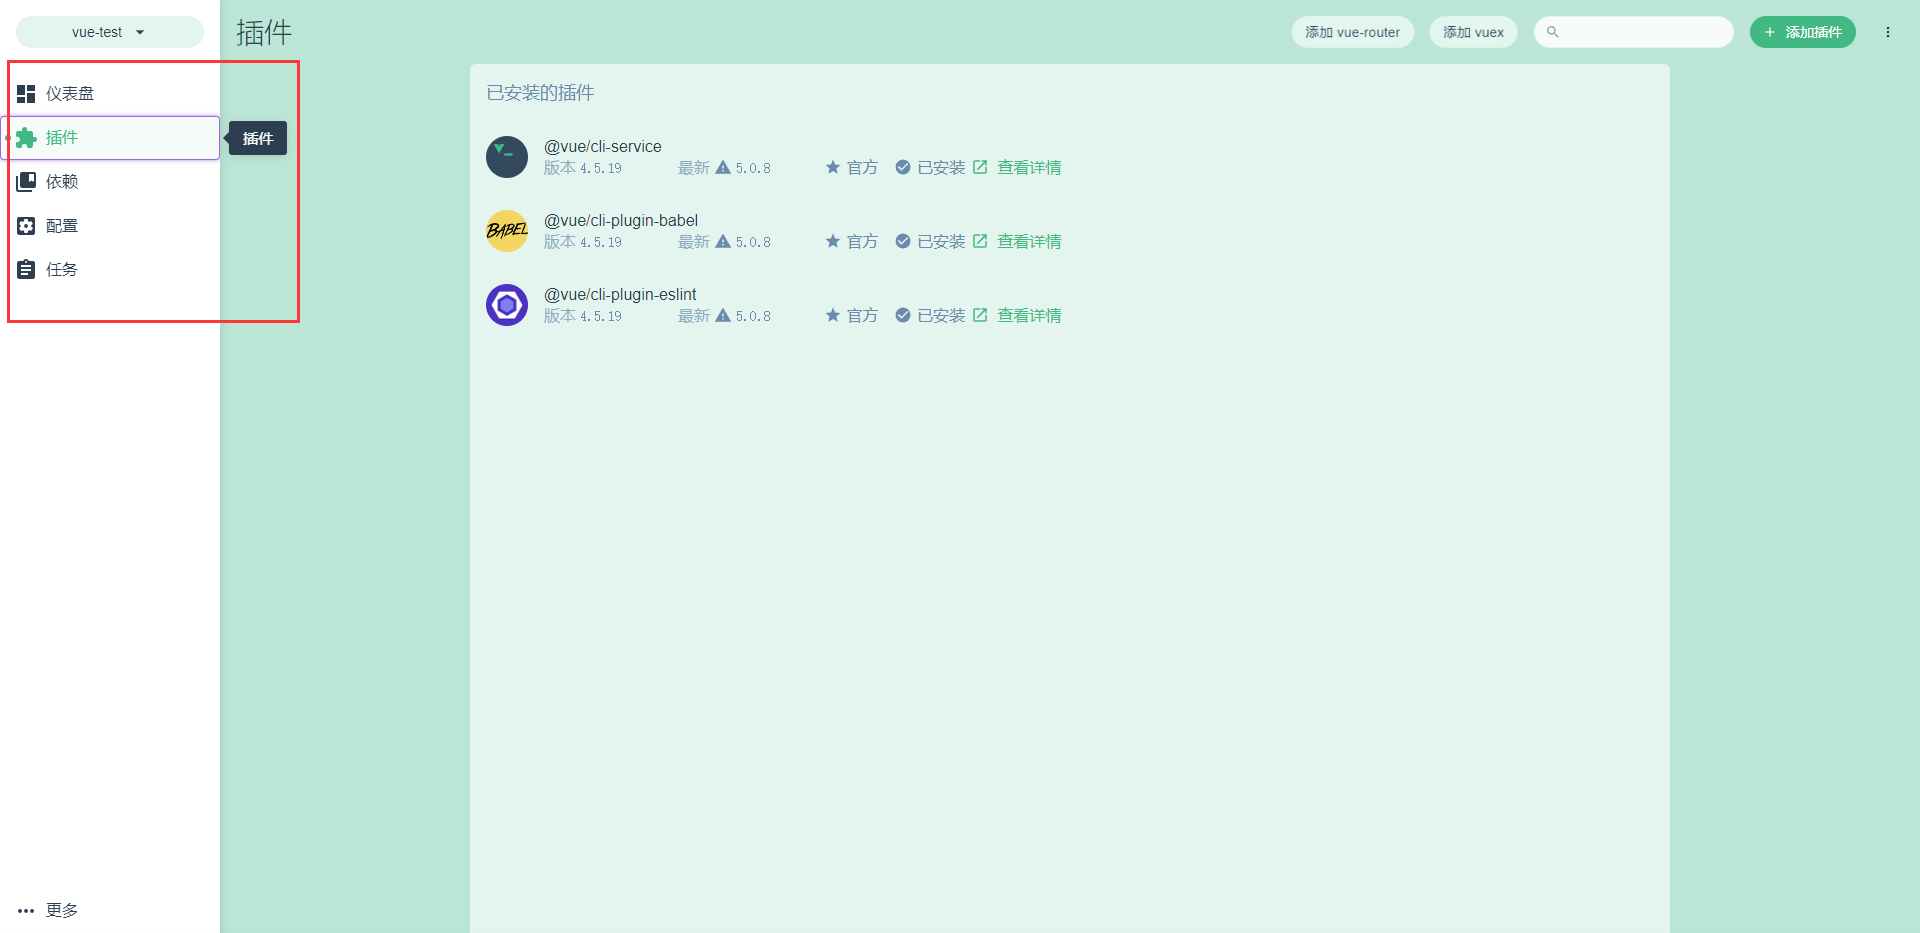 vue-test
插件
添加 vue-router
添加 vuex
添加插件
仪表盘
插件
插件
依赖
配置
任务
更多
已安装的插件
@vue/cli-service
版本 4.5.19 最新 5.0.8 官方 已安装 查看详情
BABEL
@vue/cli-plugin-babel
版本 4.5.19 最新 5.0.8 官方 已安装 查看详情
@vue/cli-plugin-eslint
版本 4.5.19 最新 5.0.8 官方 已安装 查看详情